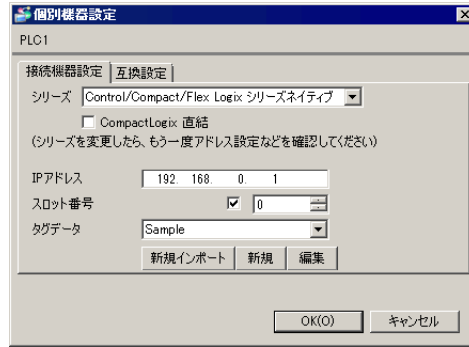 個別機器設定
PLC1
接続機器設定 互換設定
シリーズ Control/Compact/Flex Logix シリーズネイティブ
CompactLogix 直結
(シリーズを変更したら、もう一度アドレス設定などを確認してください)
IPアドレス 192. 168. 0. 1
スロット番号 0
タグデータ Sample
新規インポート 新規 編集
OK(O) キャンセル